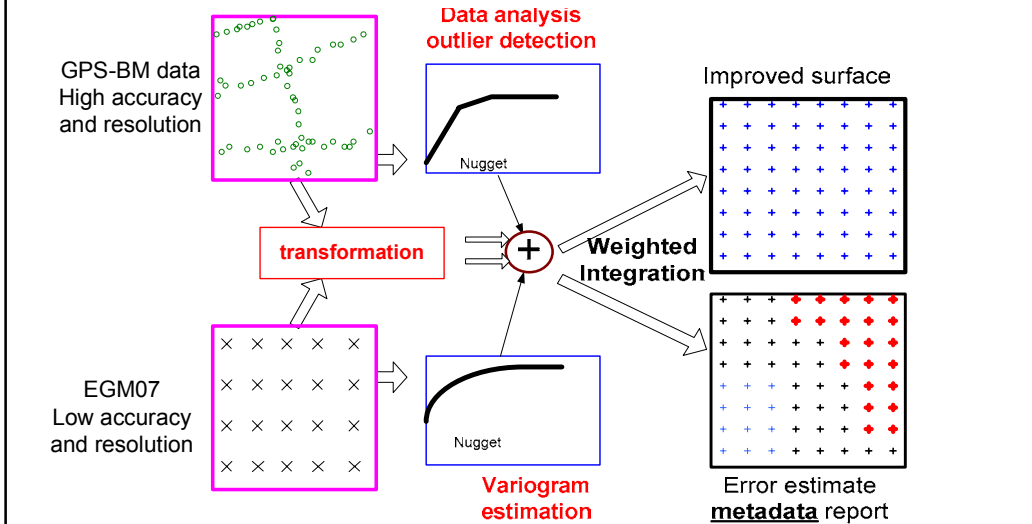 Data analysis
outlier detection
GPS-BM data
High accuracy
and resolution
Nugget
Improved surface
transformation
+
Weighted
Integration
EGM07
Low accuracy
and resolution
Nugget
Variogram
estimation
Error estimate
metadata report